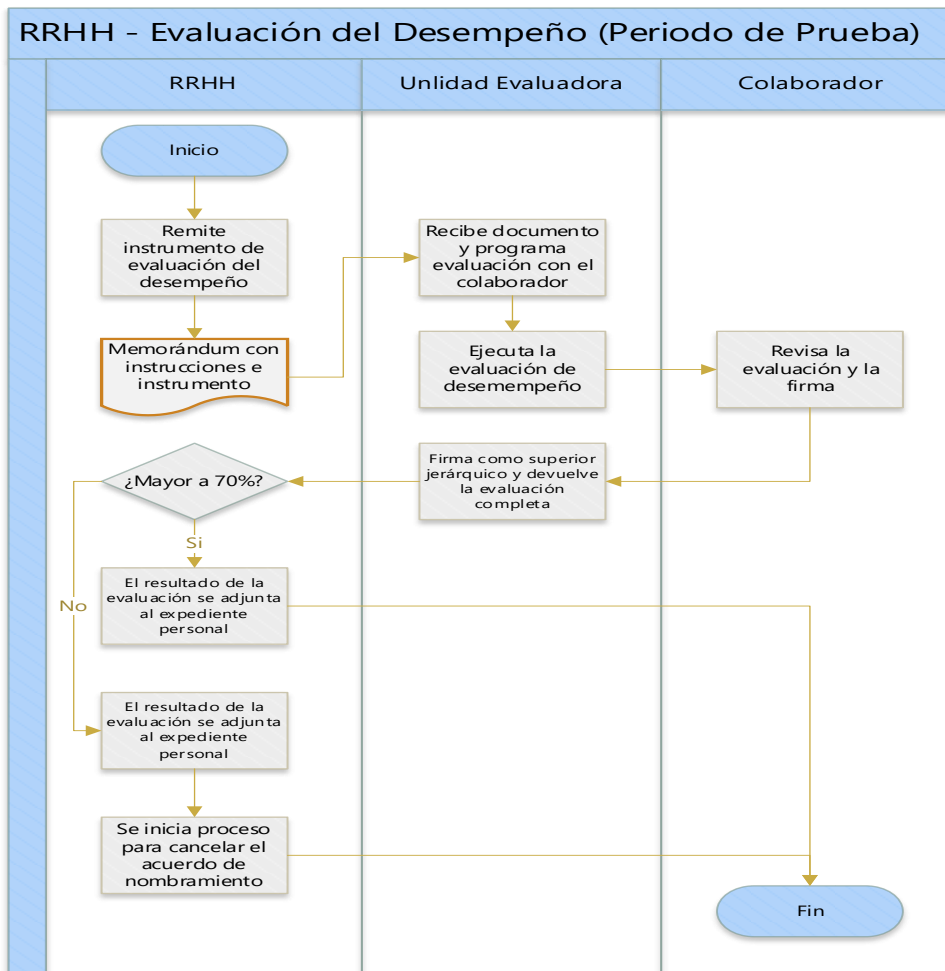 RRHH - Evaluación del Desempeño (Periodo de Prueba)
RRHH
Unlidad Evaluadora
Colaborador
Inicio
Remite
instrumento de
evaluación del
desempeño
Memorándum con
instrucciones e
instrumento
Recibe documento
y programa
evaluación con el
colaborador
Ejecuta la
evaluación de
desemempeño
Revisa la
evaluación y la
firma
Firma como superior
jerárquico y devuelve
la evaluación
completa
¿Mayor a 70%?
Si
No
El resultado de la
evaluación se adjunta
al expediente
personal
El resultado de la
evaluación se adjunta
al expediente
personal
Se inicia proceso
para cancelar el
acuerdo de
nombramiento
Fin